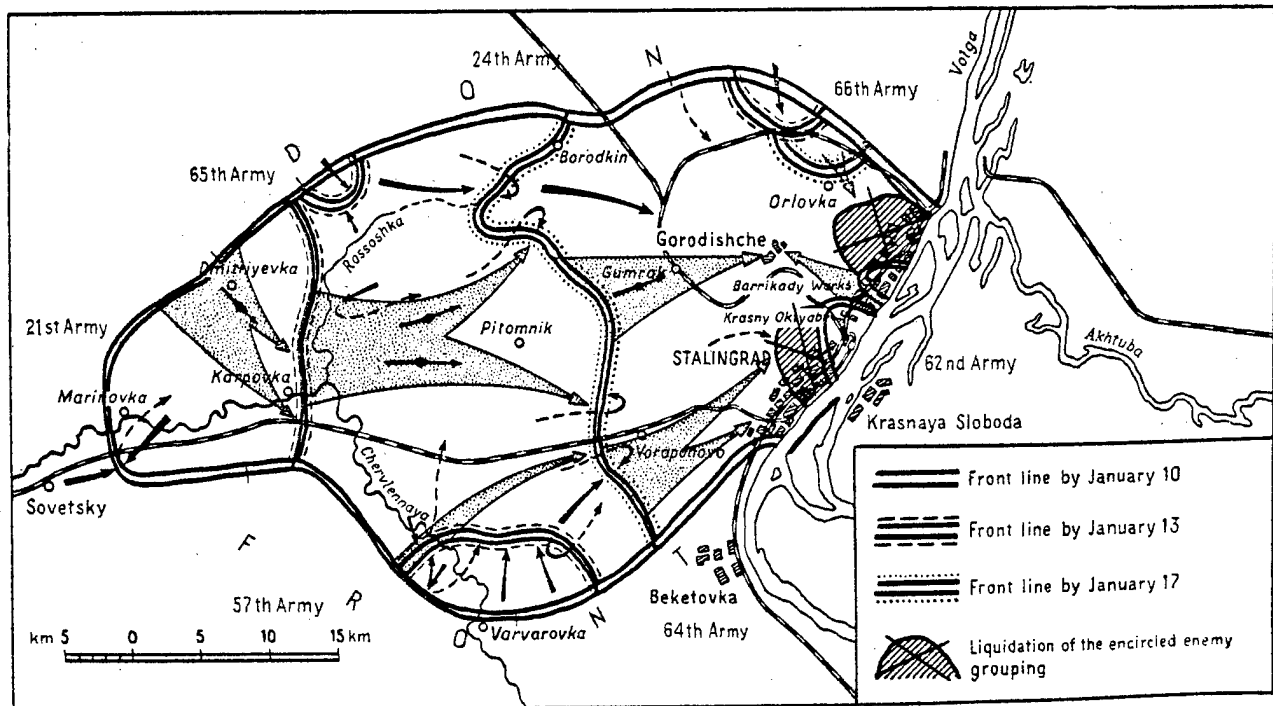 24th Army
66th Army
Volga
D O N
F R O N T
65th Army
Borodkin
Orlovka
Rossoshka
Gorodishche
Dmitriyevka
Gumrak
Barrikady Works
21st Army
Pitomnik
Krasny Oktyabr
Akhtuba
STALINGRAD
62nd Army
Karpovka
Marinovka
Krasnaya Sloboda
Voraponovo
Chervlennaya
Sovetsky
57th Army
Varvarovka
Beketovka
64th Army
km 5 0 5 10 15 km
Front line by January 10
Front line by January 13
Front line by January 17
Liquidation of the encircled enemy
grouping